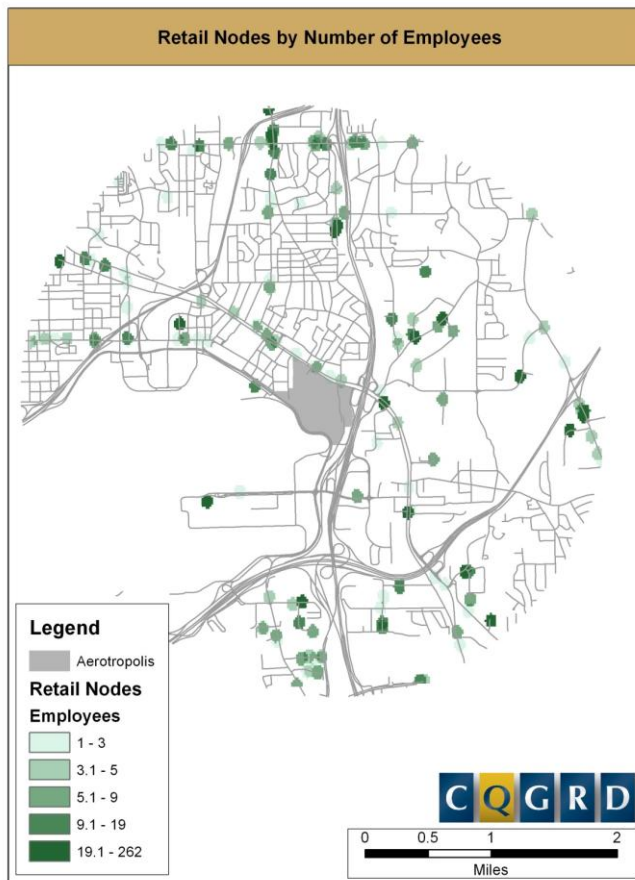 Retail Nodes by Number of Employees
Legend
Aerotropolis
Retail Nodes
Employees
1 - 3
3.1 - 5
5.1 - 9
9.1 - 19
19.1 - 262
C Q G R D
0 0.5 1 2
Miles